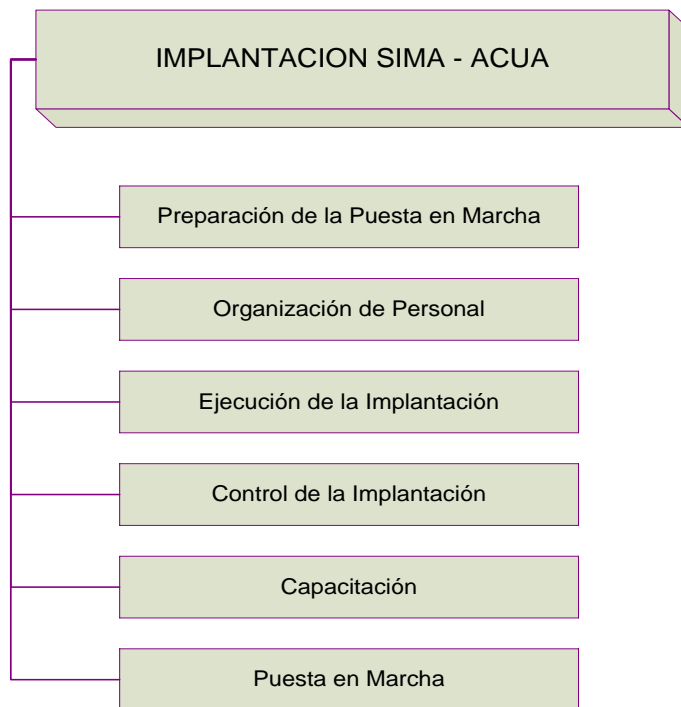 IMPLANTACION SIMA - ACUA
Preparación de la Puesta en Marcha
Organización de Personal
Ejecución de la Implantación
Control de la Implantación
Capacitación
Puesta en Marcha